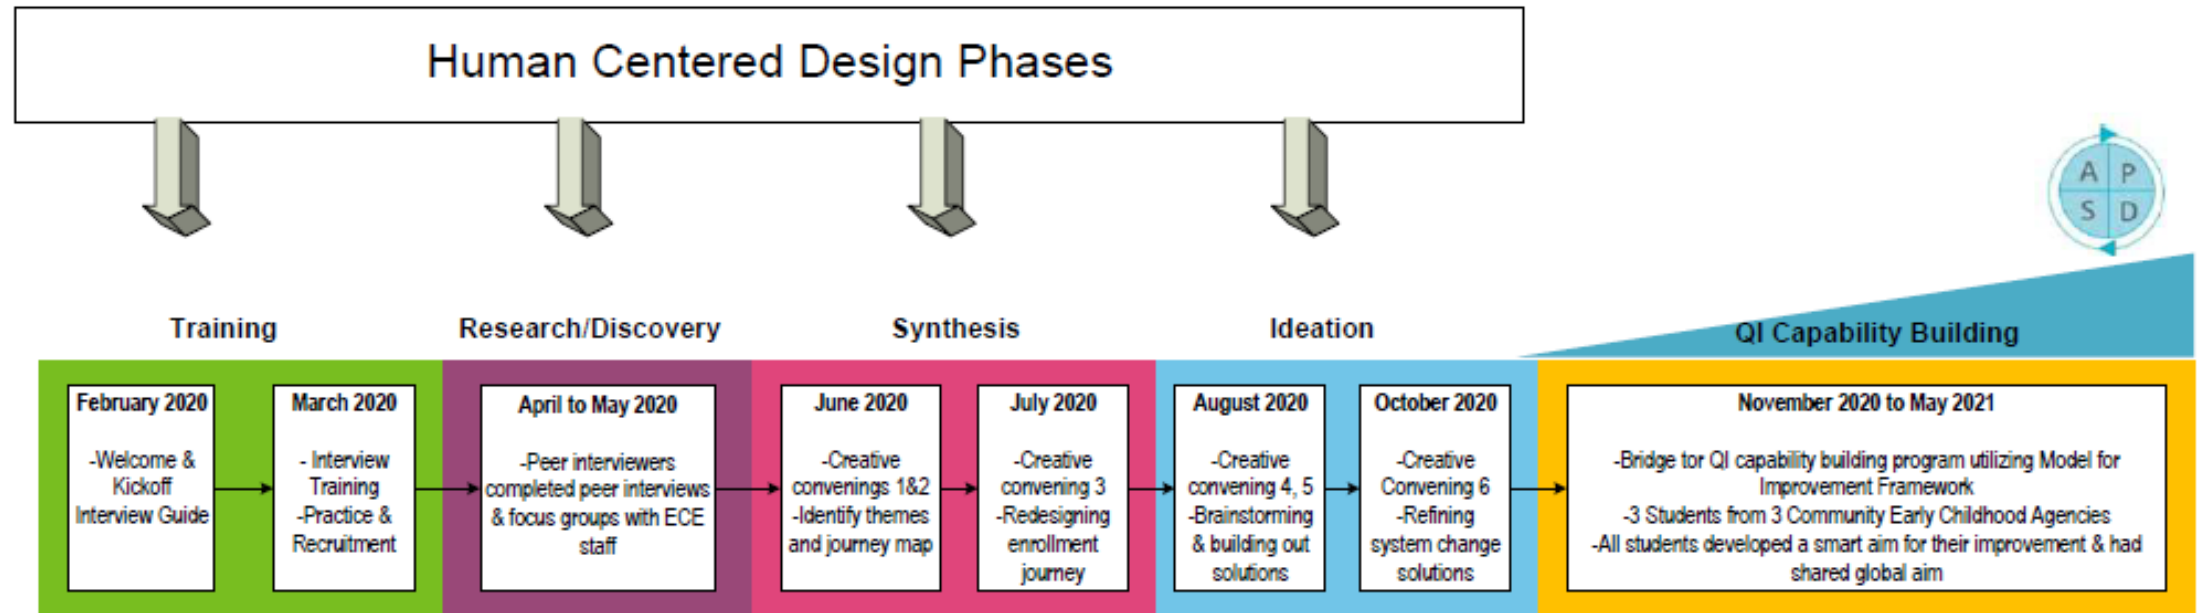 Human Centered Design Phases
A P
S D
Training
Research/Discovery
Synthesis
Ideation
QI Capability Building
February 2020
-Welcome &
Kickoff
Interview Guide
March 2020
- Interview
Training
-Practice &
Recruitment
April to May 2020
-Peer interviewers
completed peer interviews
& focus groups with ECE
staff
June 2020
-Creative
convenings 1&2
-Identify themes
and journey map
July 2020
-Creative
convening 3
-Redesigning
enrollment
journey
August 2020
-Creative
convening 4, 5
-Brainstorming
& building out
solutions
October 2020
-Creative
Convening 6
-Refining
system change
solutions
November 2020 to May 2021
-Bridge tor QI capability building program utilizing Model for
Improvement Framework
-3 Students from 3 Community Early Childhood Agencies
-All students developed a smart aim for their improvement & had
shared global aim